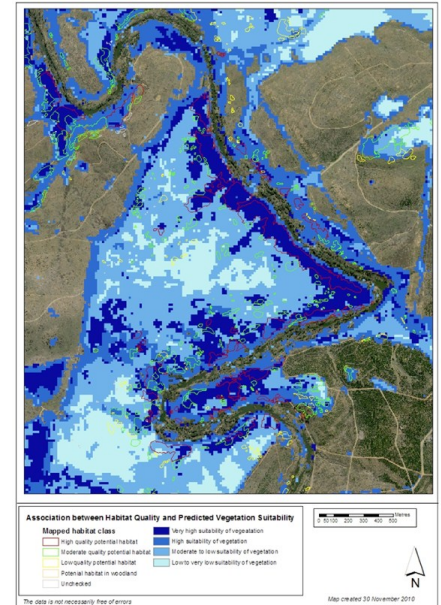 Association between Habitat Quality and Predicted Vegetation Suitability
Mapped habitat class
High quality potential habitat
Moderate quality potential habitat
Low quality potential habitat
Potenial habitat in woodland
Unchecked
Very high suitability of vegeatation
High suitability of vegetation
Moderate to low suitability of vegetation
Low to very low suitability of vegetation
Metres
0 50 100 200 300 400 500
N
The data is not necessarily free of errors
Map created 30 November 2010